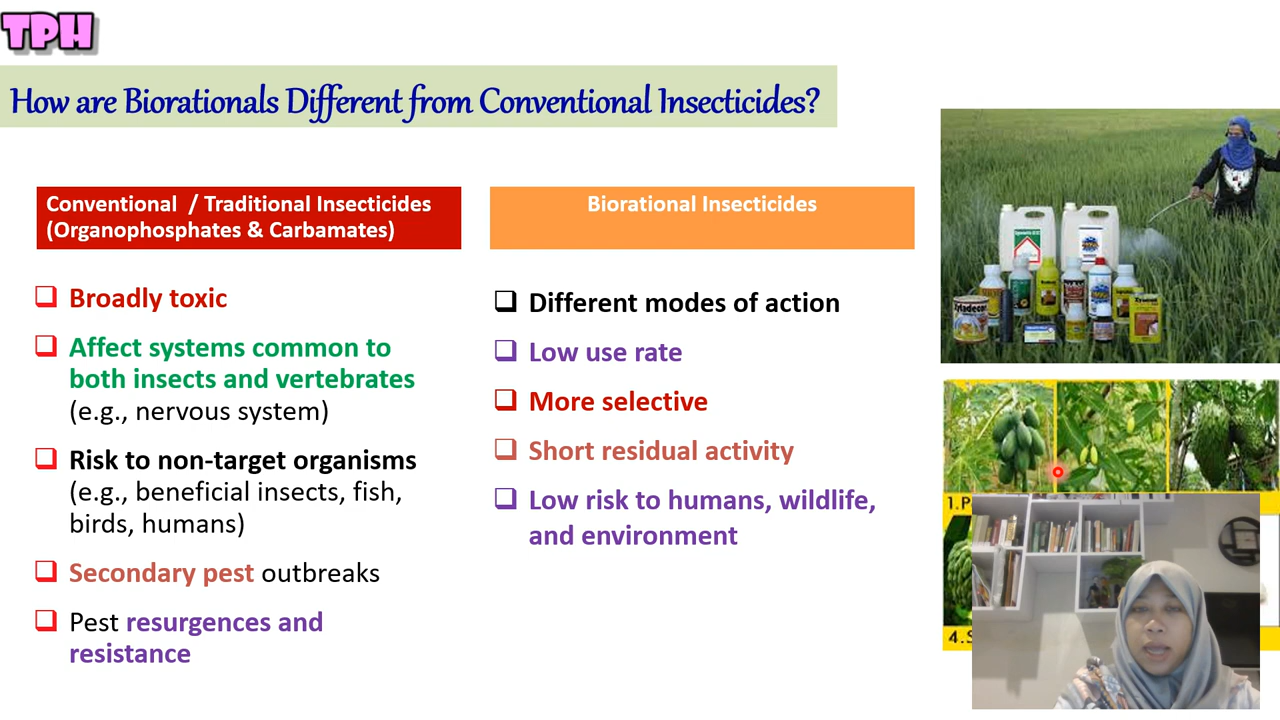 TPH
How are Biorationals Different from Conventional Insecticides?
Conventional / Traditional Insecticides
(Organophosphates & Carbamates)
Broadly toxic
Affect systems common to
both insects and vertebrates
(e.g., nervous system)
Risk to non-target organisms
(e.g., beneficial insects, fish,
birds, humans)
Secondary pest outbreaks
Pest resurgences and
resistance
Biorational Insecticides
Different modes of action
Low use rate
More selective
Short residual activity
Low risk to humans, wildlife,
and environment
Xyladecor
1.P
4.S